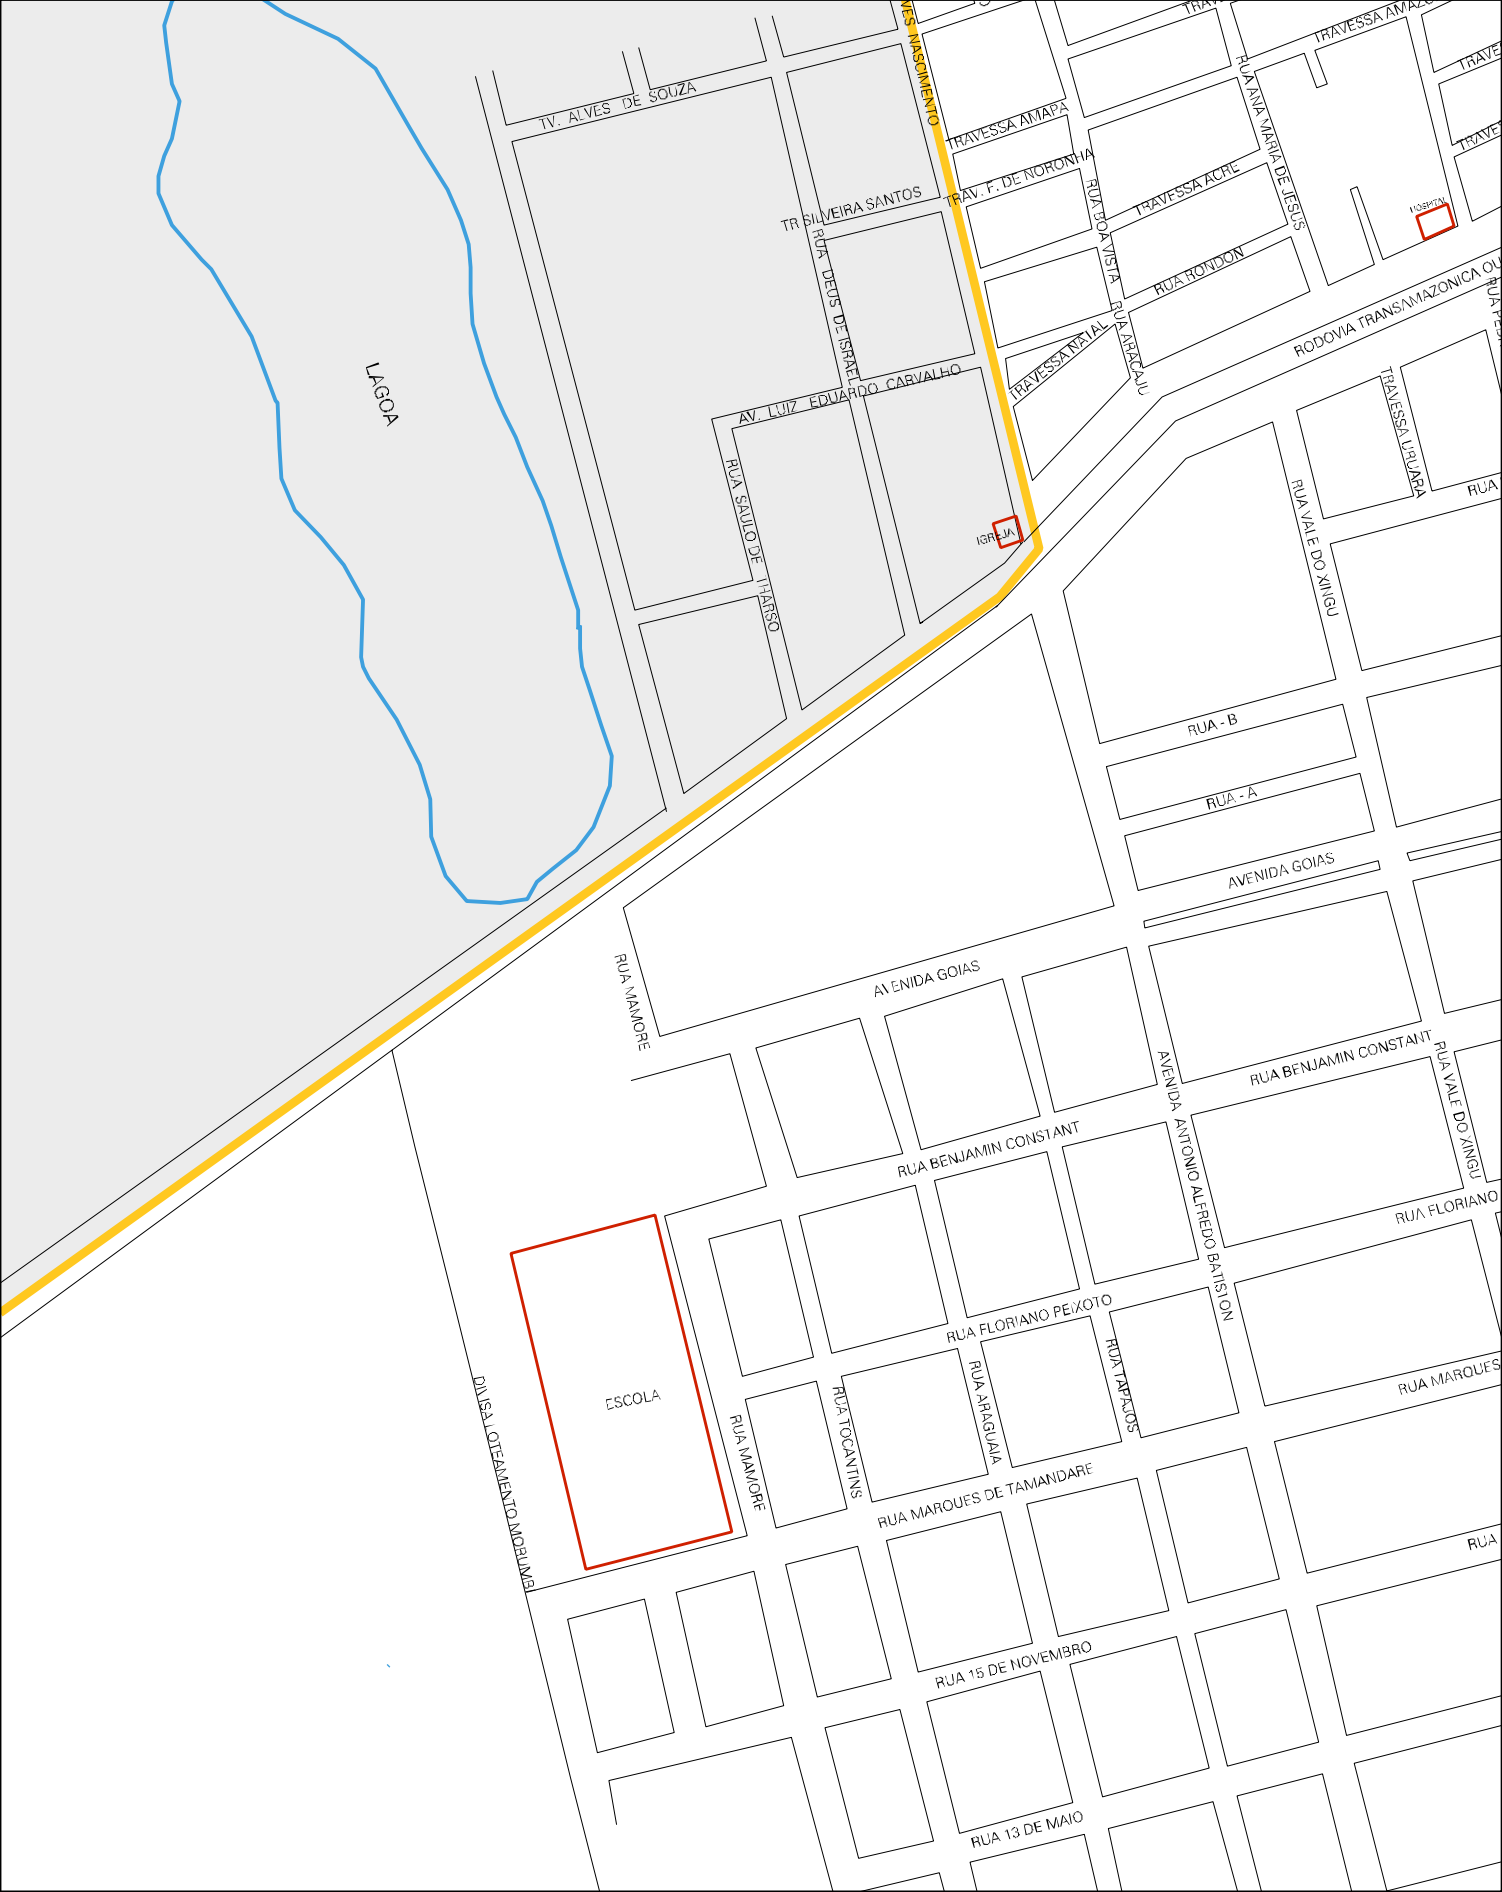 NASCIMENTO
TRAVESSA
TV. ALVES DE SOUZA
TRAVESSA AMAPA
RUA ANA MARIA DE JESUS
TRAV. F. DE NORONHA
TR SILVEIRA SANTOS
TRAVESSA ACRE
HOSPITAL
RUA BOA VISTA
RUA DEUS DE ISRAEL
RUA RONDON
RODOVIA TRANSAMAZONICA
TRAVESSA NATAL
RUA ARACAJU
LAGOA
AV. LUIZ EDUARDO CARVALHO
TRAVESSA URUARA
RUA
RUA SAULO DE THARSO
RUA VALE DO XINGU
IGREJA
RUA - B
RUA - A
AVENIDA GOIAS
AVENIDA GOIAS
RUA MAMORE
RUA BENJAMIN CONSTANT
RUA VALE DO XINGU
RUA BENJAMIN CONSTANT
AVENIDA ANTONIO ALFREDO BATISTON
RUA FLORIANO
RUA FLORIANO PEIXOTO
RUA TAPAJOS
RUA ARAGUAIA
RUA MARQUES
ESCOLA
RUA TOCANTINS
RUA MAMORE
DIVISA LOTEAMENTO MORUMBI
RUA MARQUES DE TAMANDARE
RUA
RUA 15 DE NOVEMBRO
RUA 13 DE MAIO